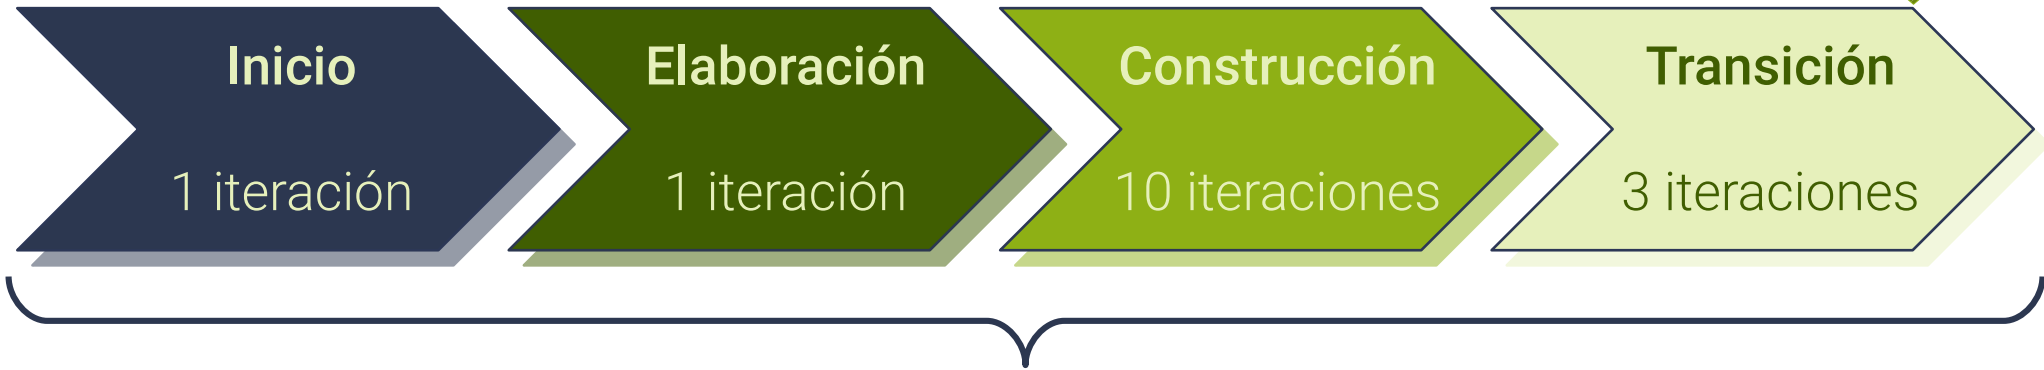 Inicio
1 iteración
Elaboración
1 iteración
Construcción
10 iteraciones
Transición
3 iteraciones